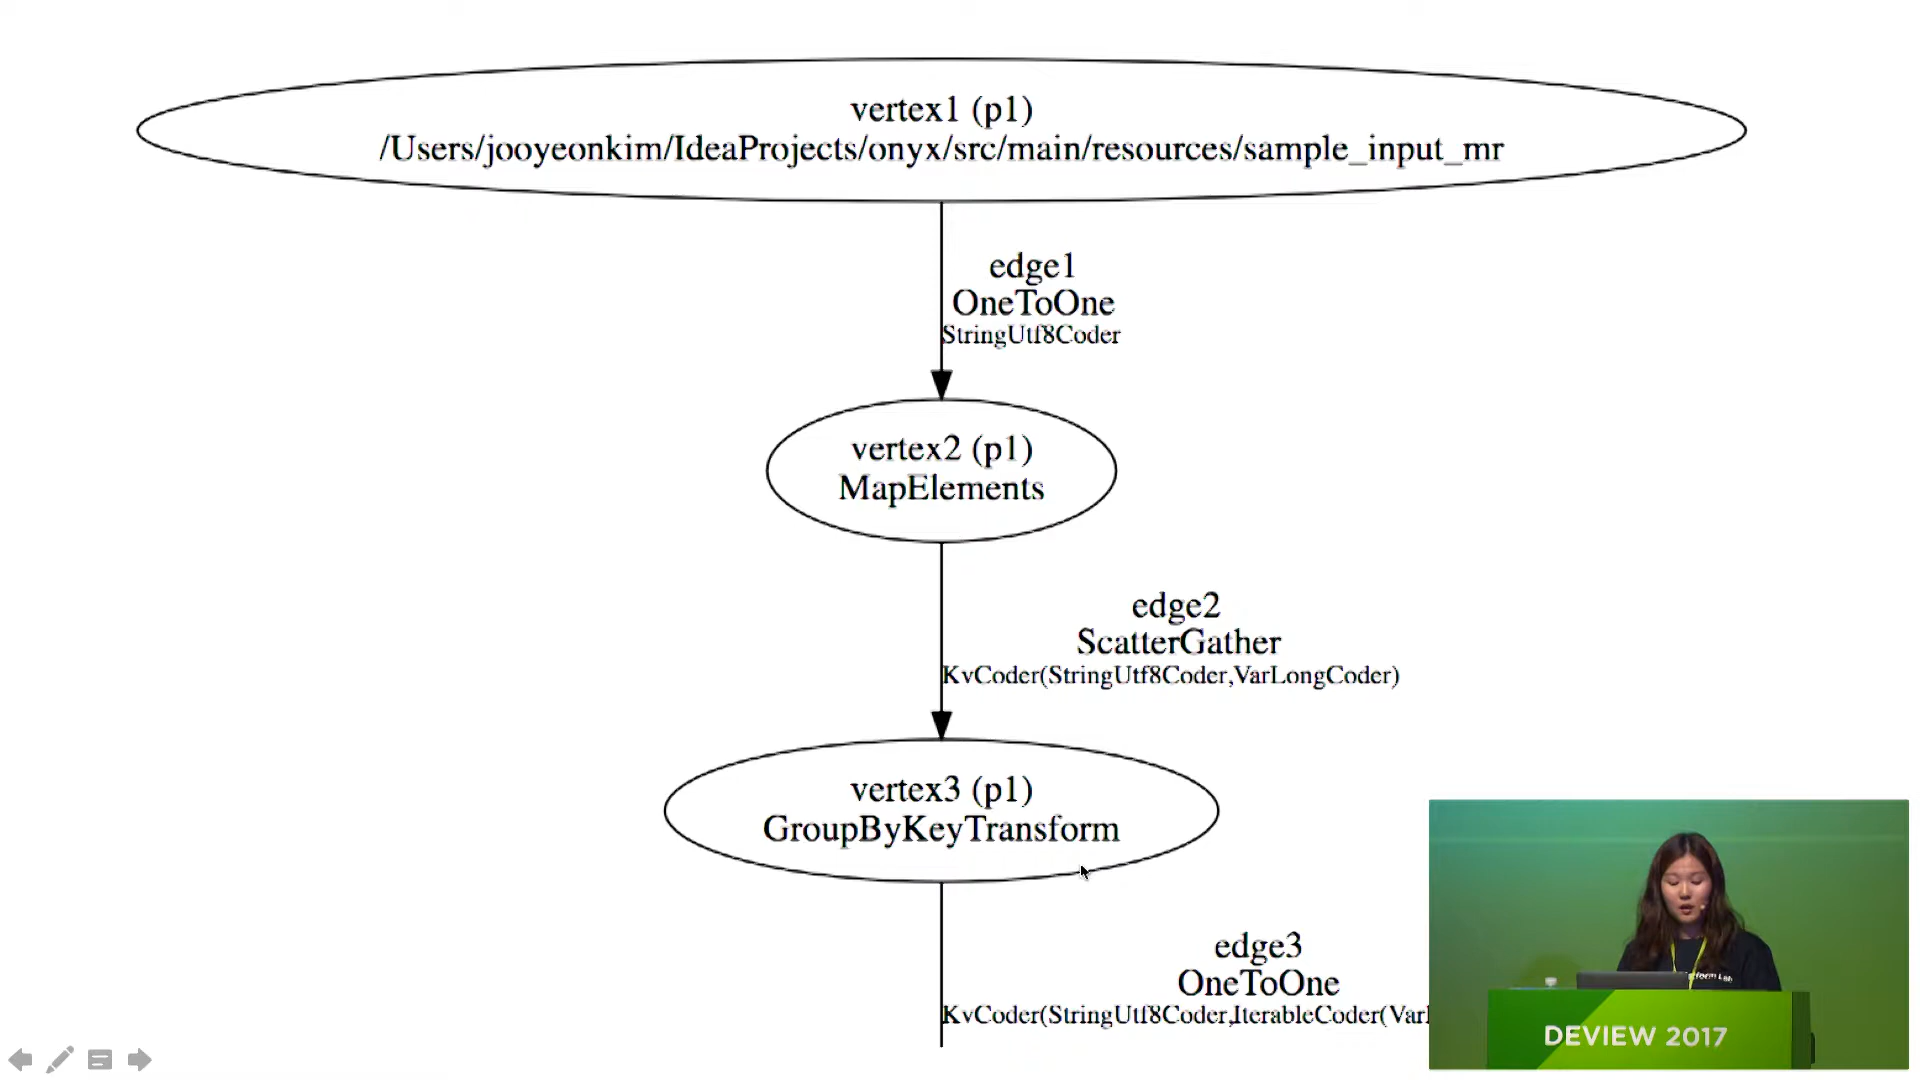 vertex1 (p1)
/Users/jooyeonkim/IdeaProjects/onyx/src/main/resources/sample_input_mr
edge1
OneToOne
StringUtf8Coder
vertex2 (p1)
MapElements
edge2
ScatterGather
KvCoder(StringUtf8Coder,VarLongCoder)
vertex3 (p1)
GroupByKeyTransform
edge3
OneToOne
KvCoder(StringUtf8Coder,IterableCoder(Var
DEVIEW 2017